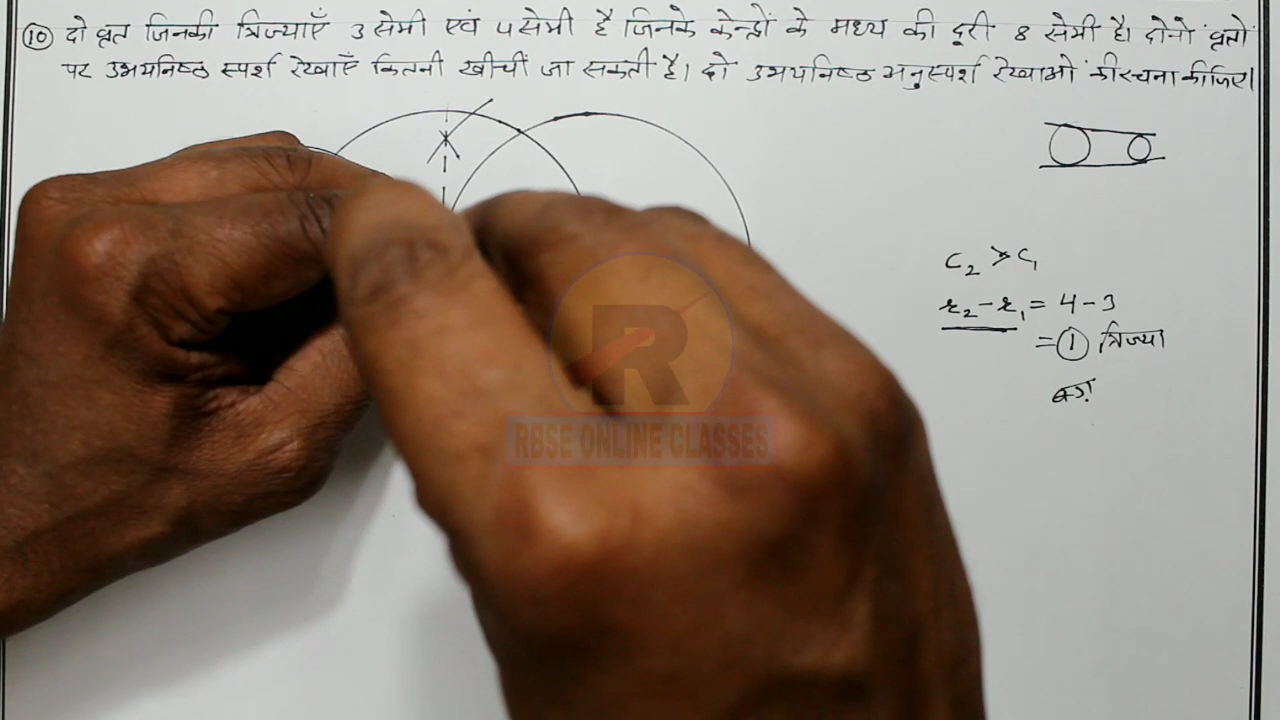 ⑩ दो वृत जिनकी त्रिज्याएँ 3 सेमी एवं 4 सेमी है जिनके केन्द्रों के मध्य की दूरी 8 सेमी है। दोनों वृतों
पर उभयनिष्ठ स्पर्श रेखाएँ कितनी खीचीं जा सकती है। दो उभयनिष्ठ अनुस्पर्श रेखाओं की रचना कीजिए।
C₂ > C₁
r₂ - r₁ = 4 - 3
= ① त्रिज्या
R
RBSE ONLINE CLASSES